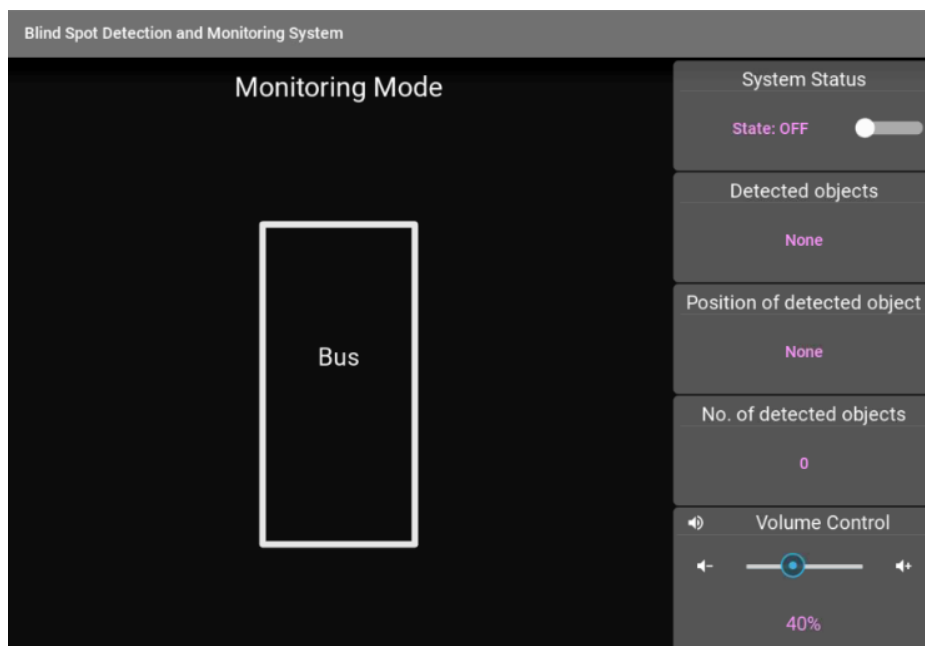 Blind Spot Detection and Monitoring System
Monitoring Mode
Bus
System Status
State: OFF
Detected objects
None
Position of detected object
None
No. of detected objects
0
Volume Control
40%